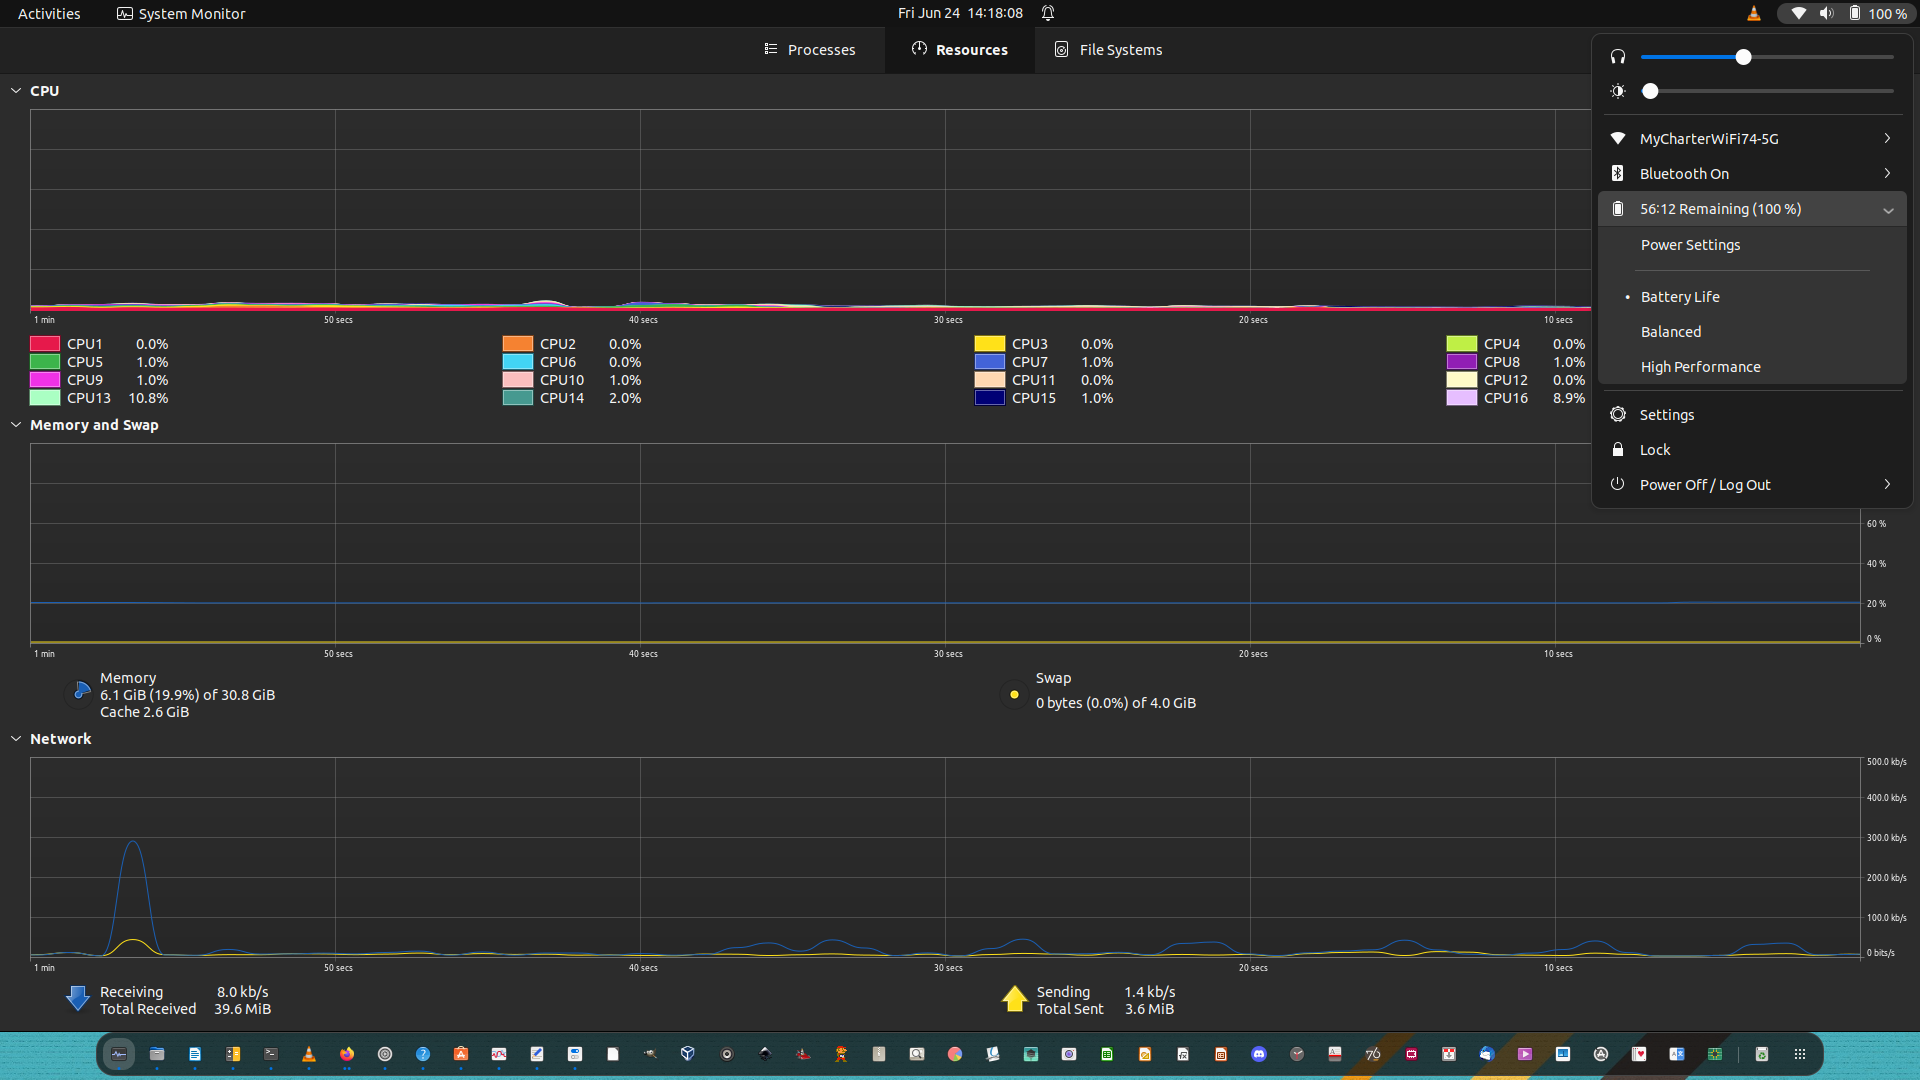 Activities System Monitor Fri Jun 24 14:18:08 100 %
Processes Resources File Systems
CPU
1 min 50 secs 40 secs 30 secs 20 secs 10 secs
CPU1 0.0% CPU2 0.0% CPU3 0.0% CPU4 0.0%
CPU5 1.0% CPU6 0.0% CPU7 1.0% CPU8 1.0%
CPU9 1.0% CPU10 1.0% CPU11 0.0% CPU12 0.0%
CPU13 10.8% CPU14 2.0% CPU15 1.0% CPU16 8.9%
MyCharterWiFi74-5G
Bluetooth On
56:12 Remaining (100 %)
Power Settings
Battery Life
Balanced
High Performance
Settings
Lock
Power Off / Log Out
Memory and Swap
60 %
40 %
20 %
0 %
1 min 50 secs 40 secs 30 secs 20 secs 10 secs
Memory
6.1 GiB (19.9%) of 30.8 GiB
Cache 2.6 GiB
Swap
0 bytes (0.0%) of 4.0 GiB
Network
500.0 kb/s
400.0 kb/s
300.0 kb/s
200.0 kb/s
100.0 kb/s
0 bits/s
1 min 50 secs 40 secs 30 secs 20 secs 10 secs
Receiving 8.0 kb/s
Total Received 39.6 MiB
Sending 1.4 kb/s
Total Sent 3.6 MiB
76